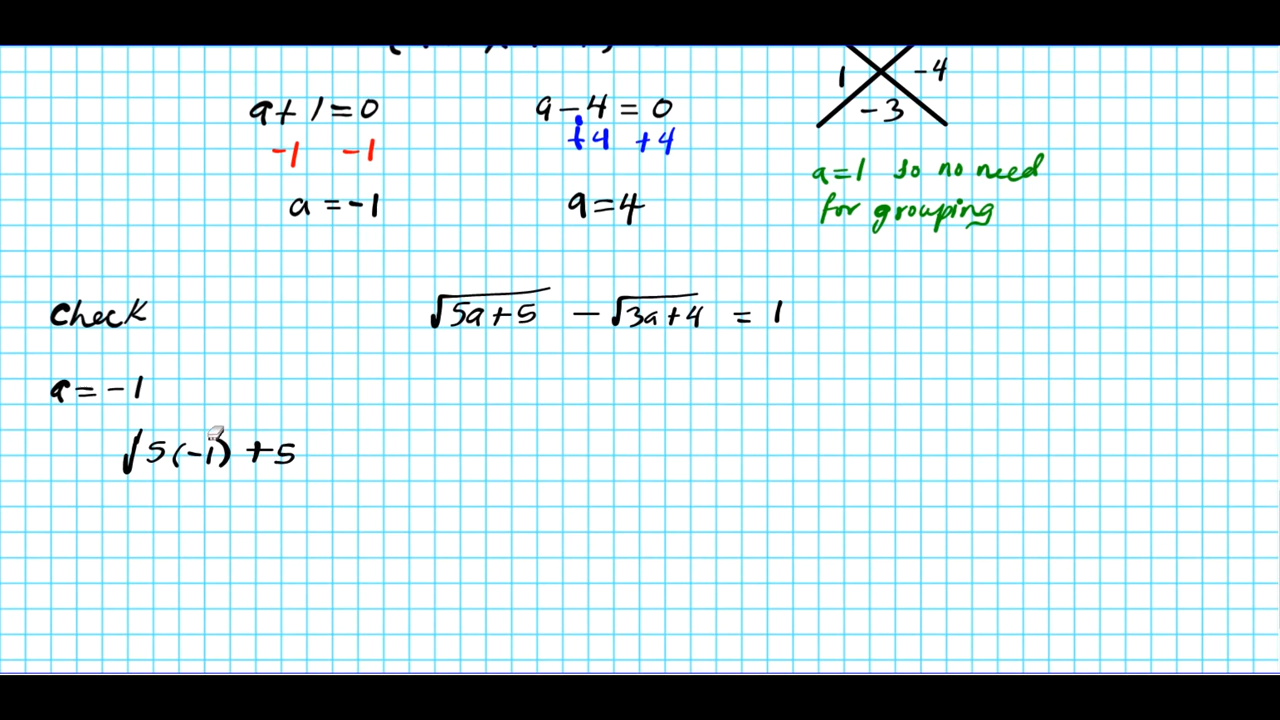 a + 1 = 0
-1 -1
a = -1
a - 4 = 0
+4 +4
a = 4
1 -4
-3
a = 1 so no need
for grouping
check
√5a+5 - √3a+4 = 1
a = -1
√5(-1) + 5